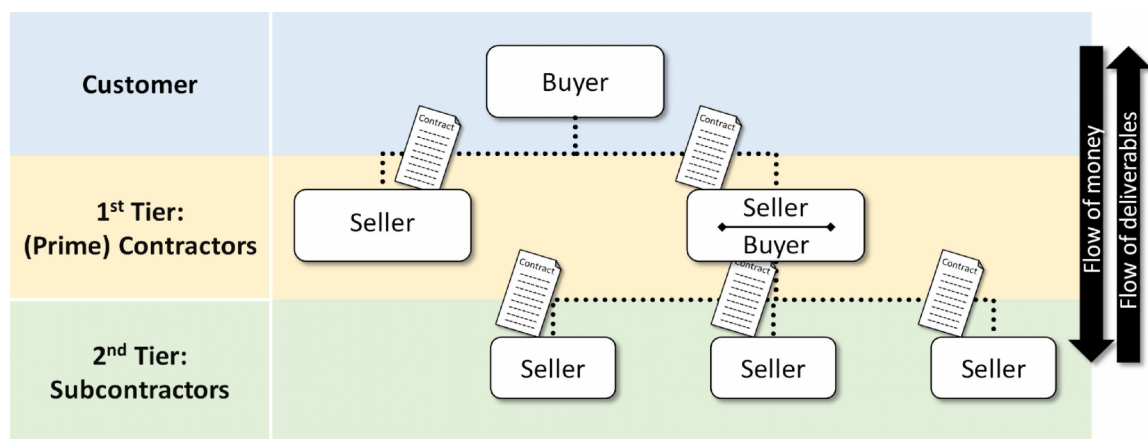 Customer
Buyer
Contract
Contract
1st Tier:
(Prime) Contractors
Seller
Seller
Buyer
Contract
Contract
Contract
2nd Tier:
Subcontractors
Seller
Seller
Seller
Flow of money
Flow of deliverables